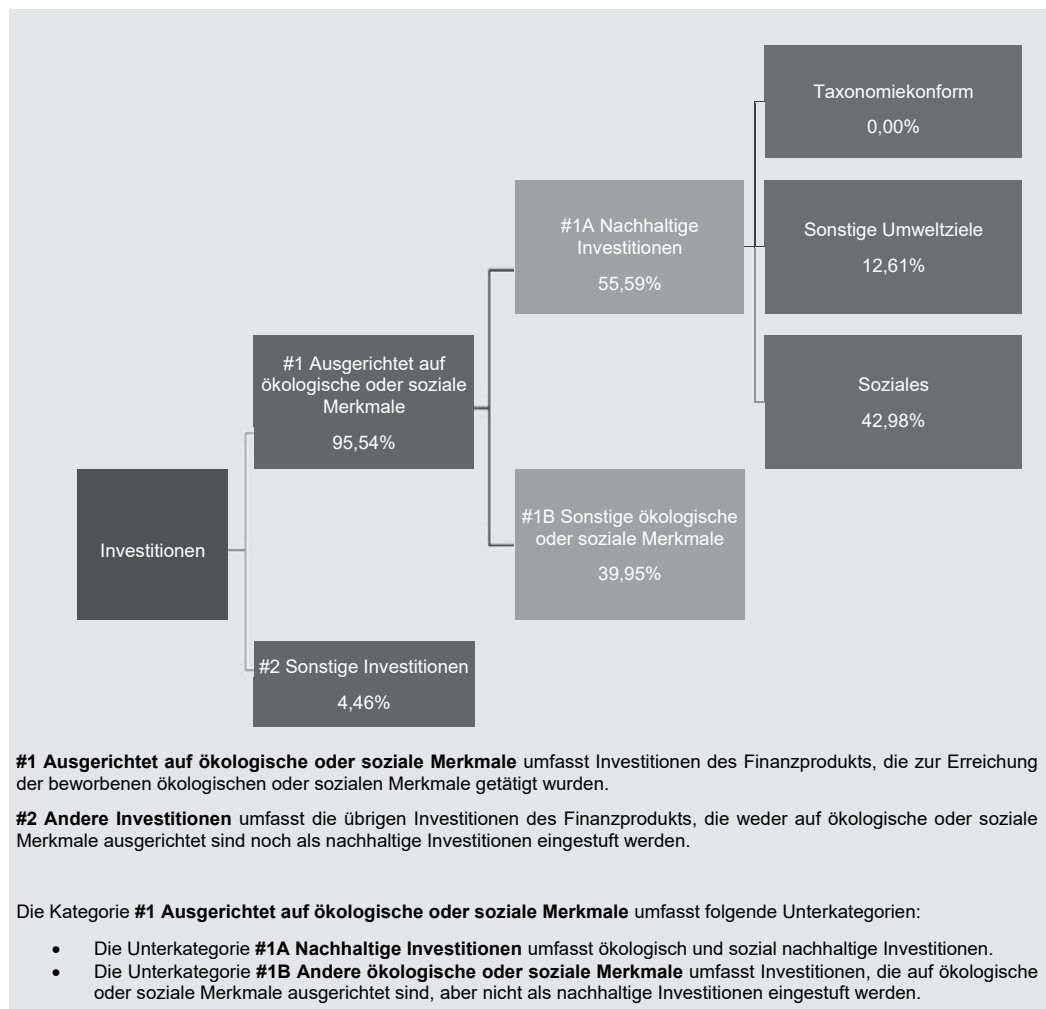 Taxonomiekonform
0,00%
#1A Nachhaltige
Investitionen
55,59%
Sonstige Umweltziele
12,61%
#1 Ausgerichtet auf
ökologische oder soziale
Merkmale
95,54%
Soziales
42,98%
Investitionen
#1B Sonstige ökologische
oder soziale Merkmale
39,95%
#2 Sonstige Investitionen
4,46%
#1 Ausgerichtet auf ökologische oder soziale Merkmale umfasst Investitionen des Finanzprodukts, die zur Erreichung
der beworbenen ökologischen oder sozialen Merkmale getätigt wurden.
#2 Andere Investitionen umfasst die übrigen Investitionen des Finanzprodukts, die weder auf ökologische oder soziale
Merkmale ausgerichtet sind noch als nachhaltige Investitionen eingestuft werden.
Die Kategorie #1 Ausgerichtet auf ökologische oder soziale Merkmale umfasst folgende Unterkategorien:
• Die Unterkategorie #1A Nachhaltige Investitionen umfasst ökologisch und sozial nachhaltige Investitionen.
• Die Unterkategorie #1B Andere ökologische oder soziale Merkmale umfasst Investitionen, die auf ökologische
oder soziale Merkmale ausgerichtet sind, aber nicht als nachhaltige Investitionen eingestuft werden.